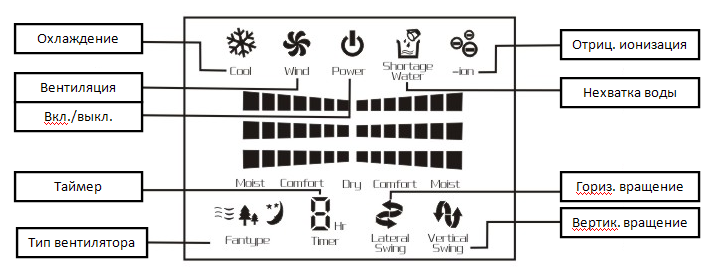 Охлаждение
Отриц. ионизация
Cool
Wind
Power
Shortage
Water
-ion
Вентиляция
Нехватка воды
Вкл./выкл.
Moist Comfort Dry Comfort Moist
Таймер
Гориз. вращение
8 Hr
Вертик. вращение
Тип вентилятора
Fantype
Timer
Lateral
Swing
Vertical
Swing